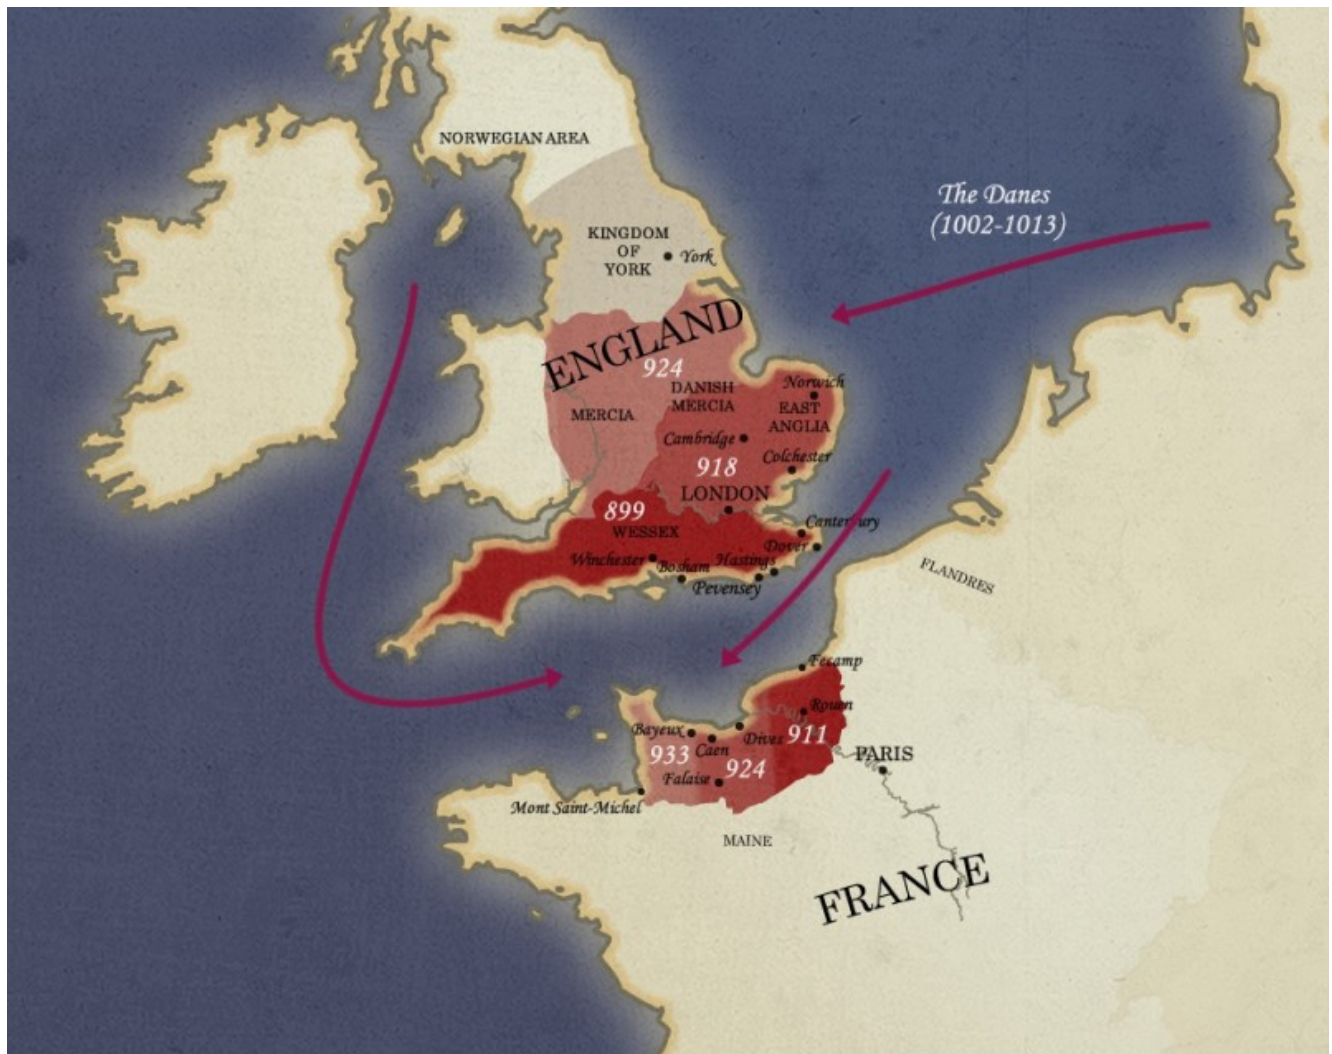 NORWEGIAN AREA
The Danes
(1002-1013)
KINGDOM
OF
YORK
York
ENGLAND
924
DANISH
MERCIA
MERCIA
Norwich
EAST
ANGLIA
Cambridge
Colchester
918
LONDON
899
WESSEX
Canterbury
Dover
Winchester
Bosham
Hastings
Pevensey
FLANDRES
Fecamp
Rouen
Bayeux
Dives
911
933
Caen
PARIS
924
Falaise
Mont Saint-Michel
MAINE
FRANCE